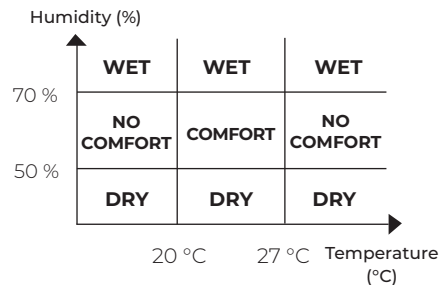 Humidity (%)
WET WET WET
70 %
NO COMFORT COMFORT NO COMFORT
50 %
DRY DRY DRY
20 °C 27 °C Temperature
(°C)